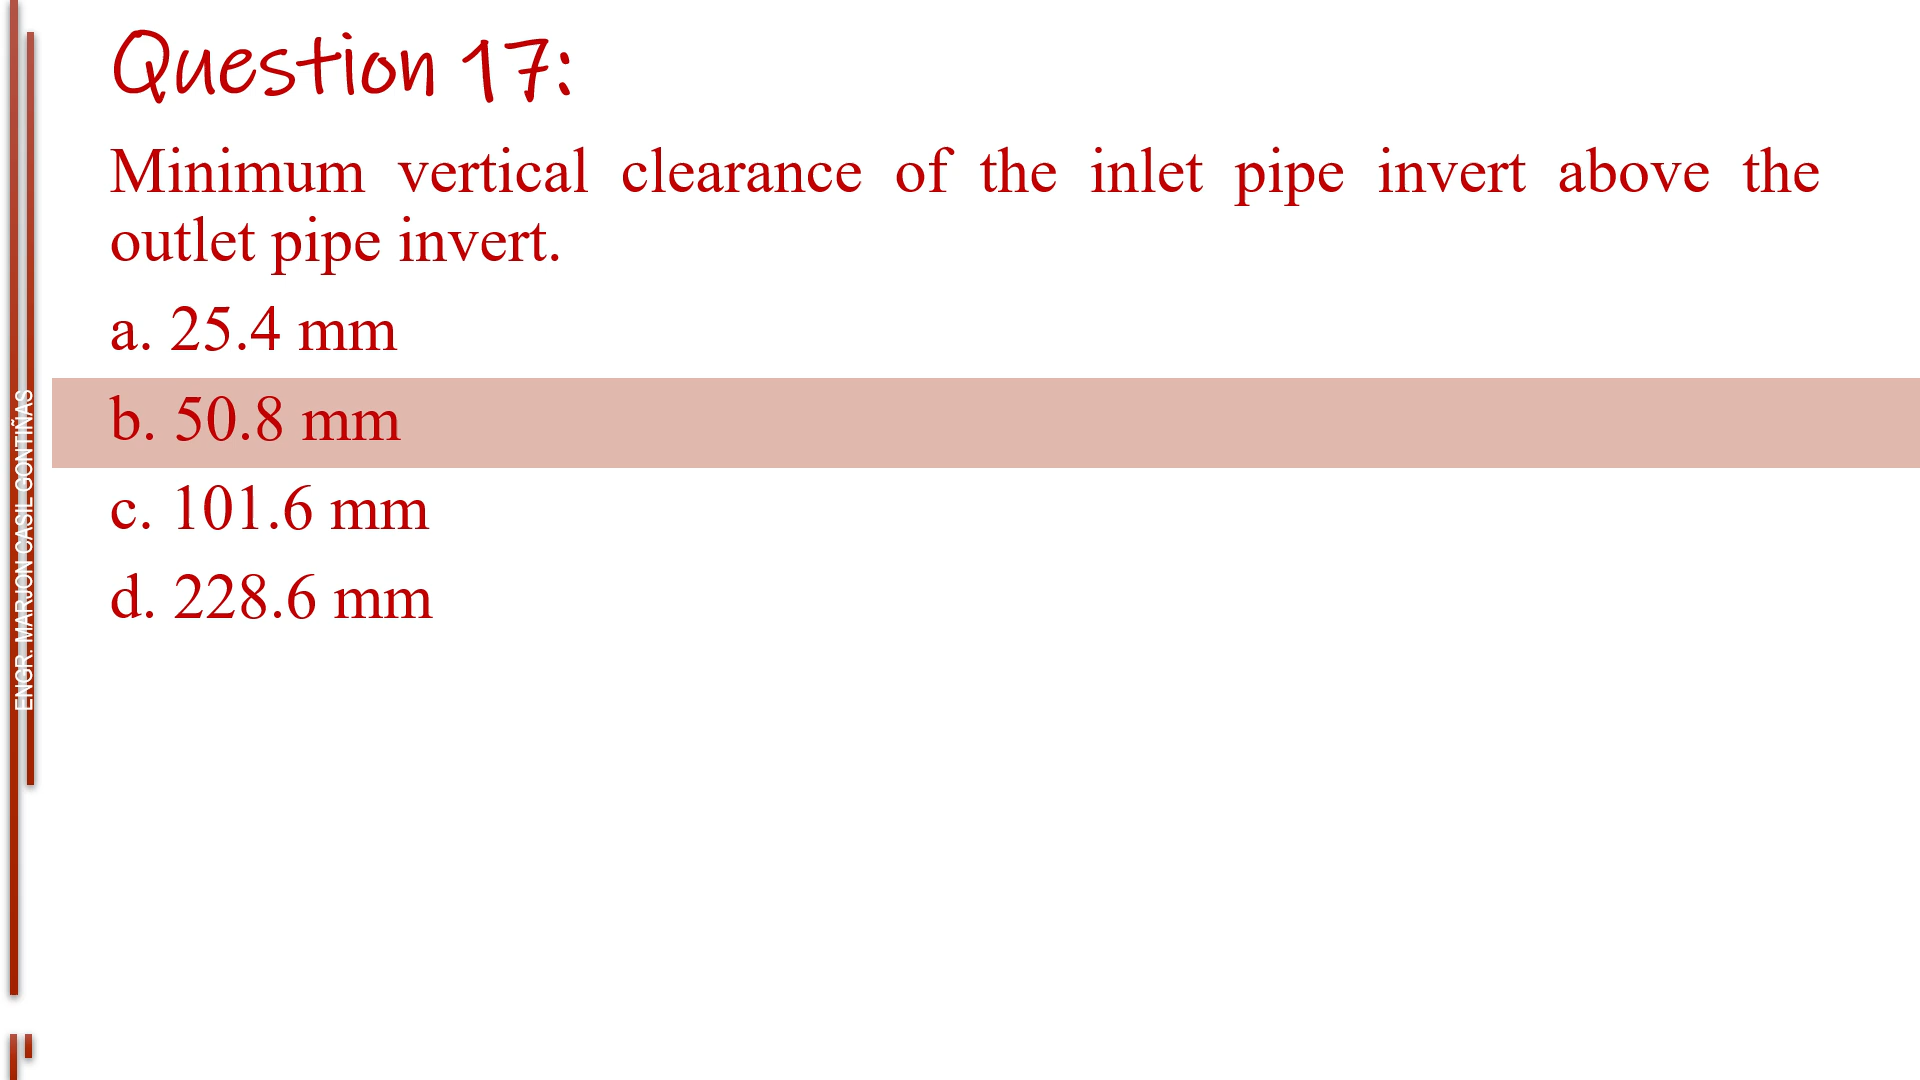 Question 17:
Minimum vertical clearance of the inlet pipe invert above the
outlet pipe invert.
a. 25.4 mm
b. 50.8 mm
c. 101.6 mm
d. 228.6 mm
ENGR. MARJON CASIL GONTIÑAS